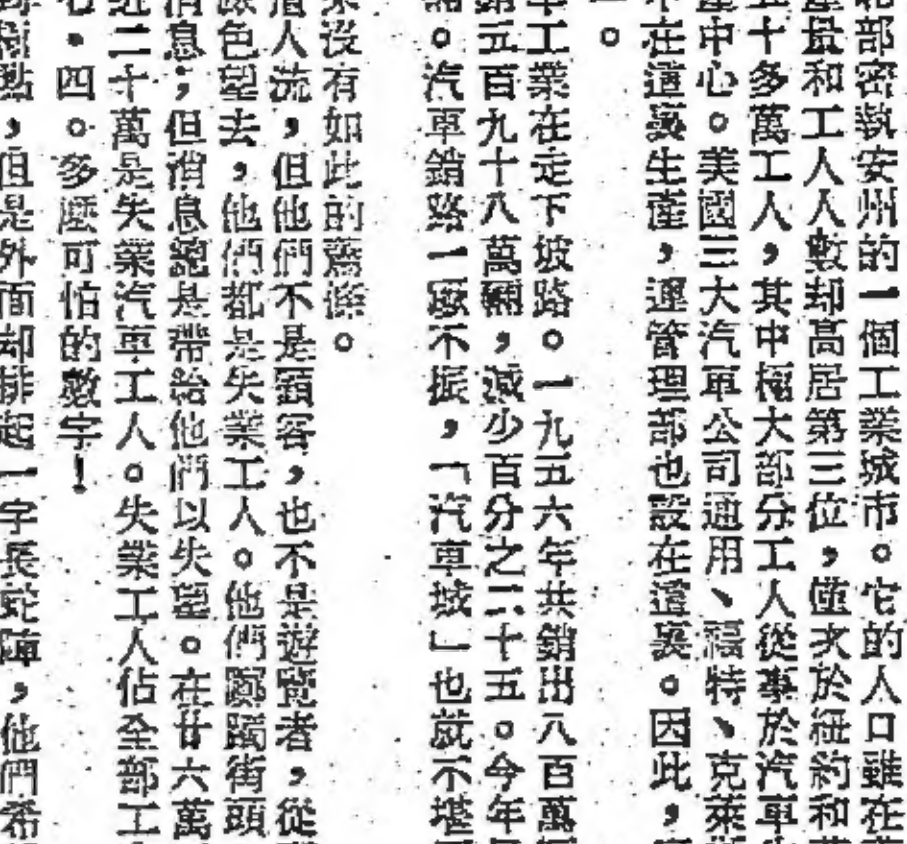 部密執安州的一個工業城市。它的人口雖在
產量和工人人數却高居第三位，僅次於紐約和
五十多萬工人，其中極大部分工人從事於汽車
產中心。美國三大汽車公司通用、福特、克萊
不在這裏生產，連管理部也設在這裏。因此，
。
車工業在走下坡路。一九五六年共銷出八百萬
銷五百九十八萬輛，減少百分之二十五。今年
。汽車銷路一蹶不振，「汽車城」也就不堪
來沒有如此的蕭條。
着人流，但他們不是顧客，也不是遊覽者，從
臉色望去，他們都是失業工人。他們躑躅街頭
消息；但消息總是帶給他們以失望。在廿六萬
近二十萬是失業汽車工人。失業工人佔全部工
七・四。多麼可怕的數字！
點，但是外面却排起一字長蛇陣，他們希